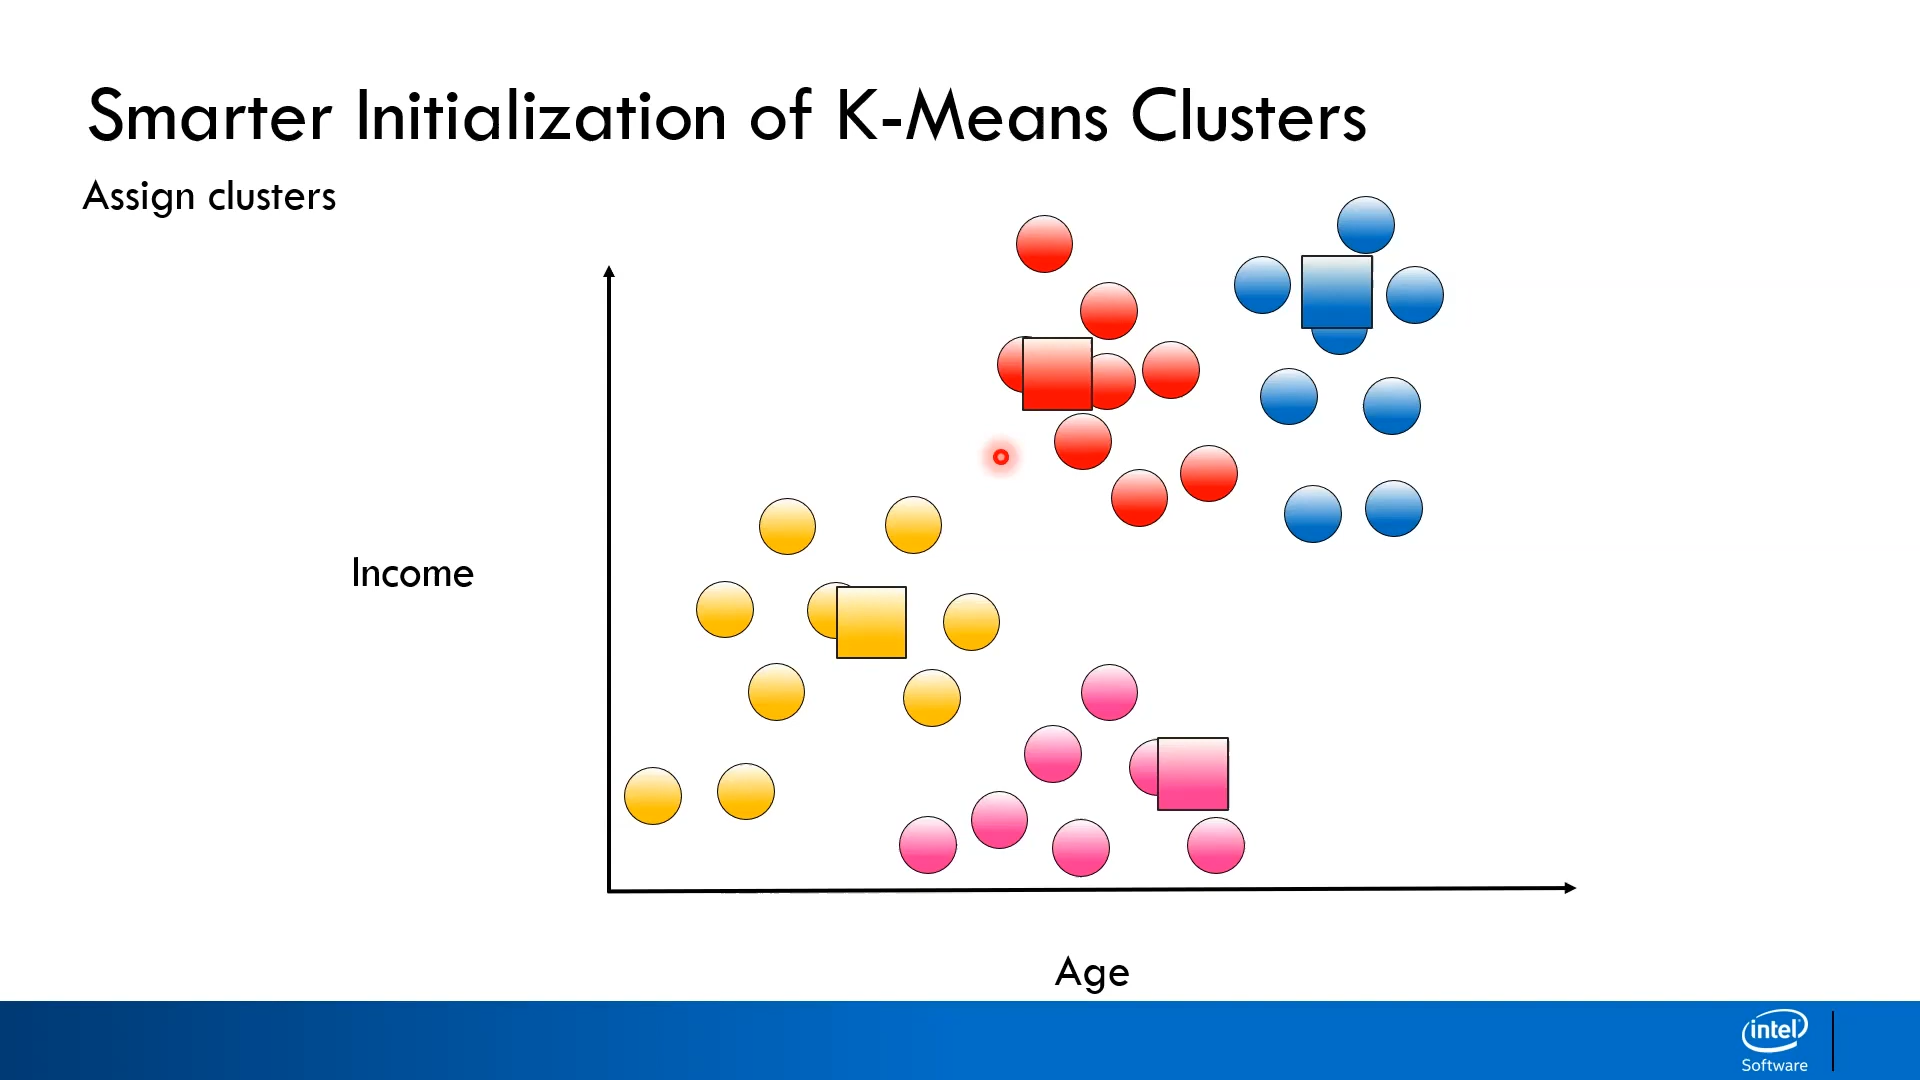 Smarter Initialization of K-Means Clusters
Assign clusters
Income
Age
intel
Software